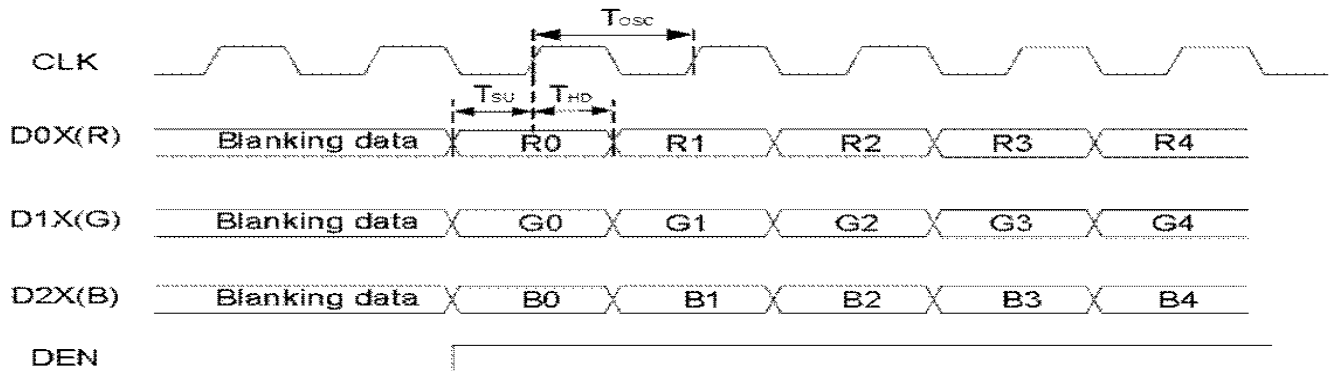 Tosc
CLK
TSU THD
D0X(R) Blanking data R0 R1 R2 R3 R4
D1X(G) Blanking data G0 G1 G2 G3 G4
D2X(B) Blanking data B0 B1 B2 B3 B4
DEN